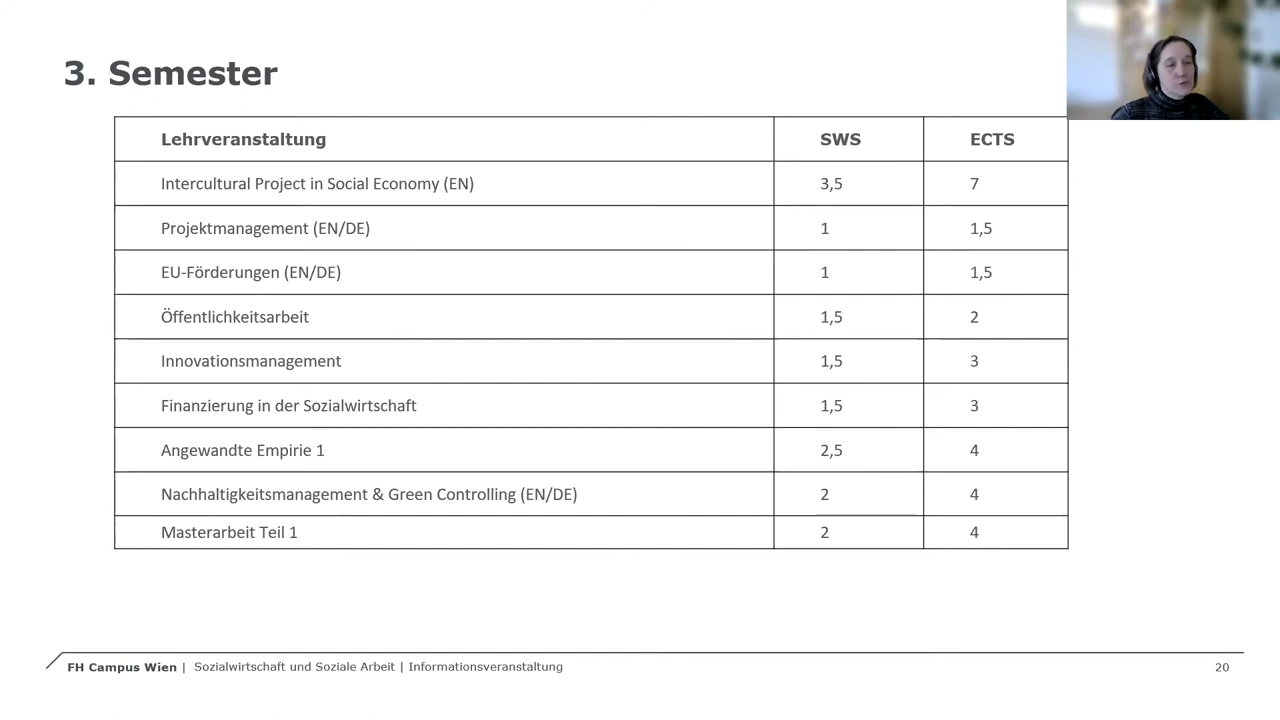 3. Semester
Lehrveranstaltung SWS ECTS
Intercultural Project in Social Economy (EN) 3,5 7
Projektmanagement (EN/DE) 1 1,5
EU-Förderungen (EN/DE) 1 1,5
Öffentlichkeitsarbeit 1,5 2
Innovationsmanagement 1,5 3
Finanzierung in der Sozialwirtschaft 1,5 3
Angewandte Empirie 1 2,5 4
Nachhaltigkeitsmanagement & Green Controlling (EN/DE) 2 4
Masterarbeit Teil 1 2 4
FH Campus Wien | Sozialwirtschaft und Soziale Arbeit | Informationsveranstaltung 20